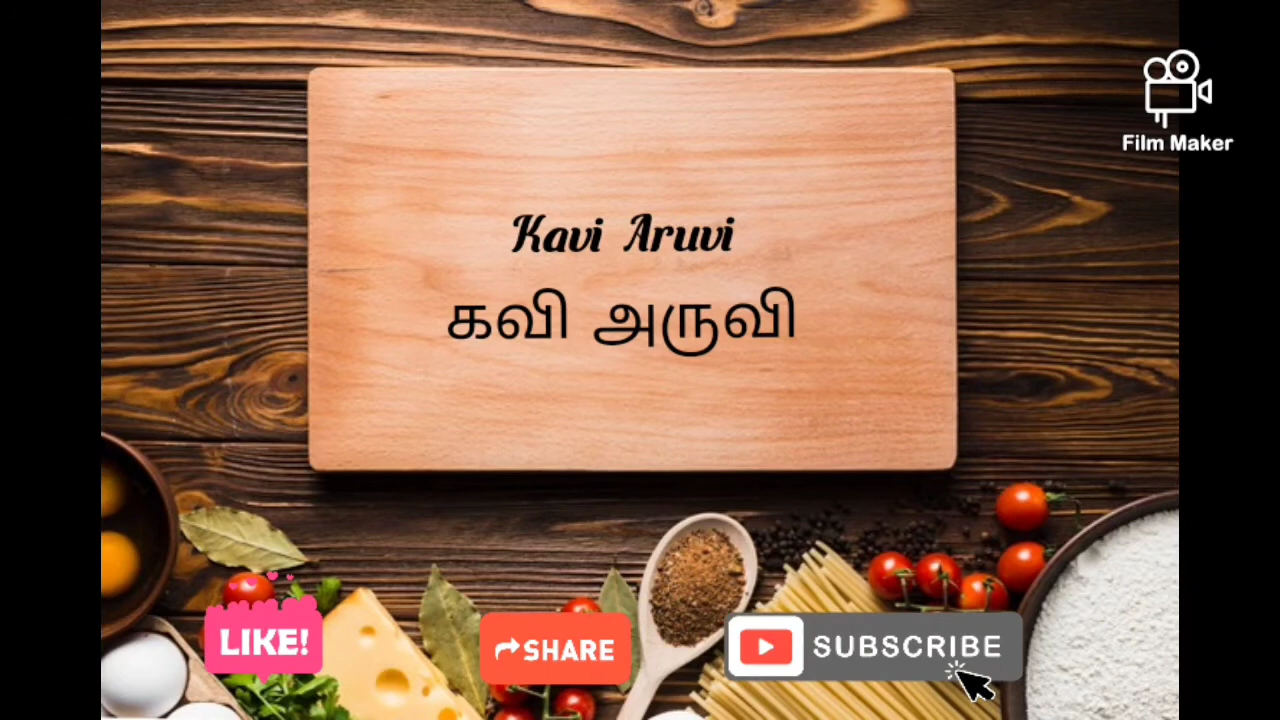 Film Maker
Kavi Aruvi
கவி அருவி
LIKE!
SHARE
SUBSCRIBE